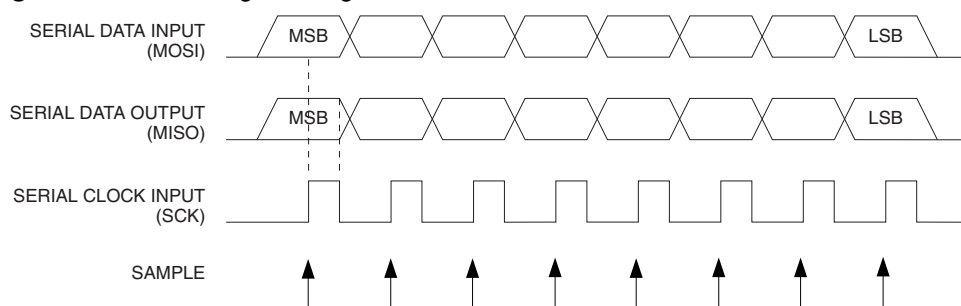 SERIAL DATA INPUT
(MOSI)
MSB
LSB
SERIAL DATA OUTPUT
(MISO)
MSB
LSB
SERIAL CLOCK INPUT
(SCK)
SAMPLE